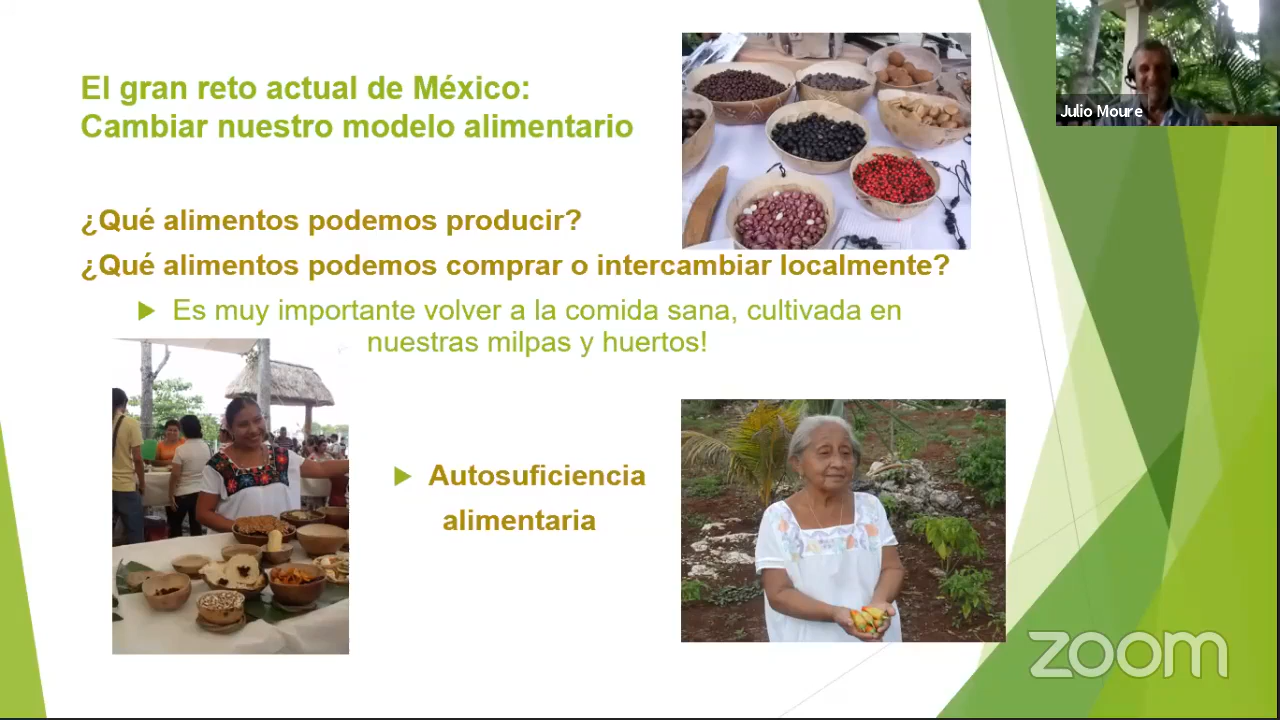 El gran reto actual de México:
Cambiar nuestro modelo alimentario
¿Qué alimentos podemos producir?
¿Qué alimentos podemos comprar o intercambiar localmente?
Es muy importante volver a la comida sana, cultivada en
nuestras milpas y huertos!
Autosuficiencia
alimentaria
Julio Moure
zoom